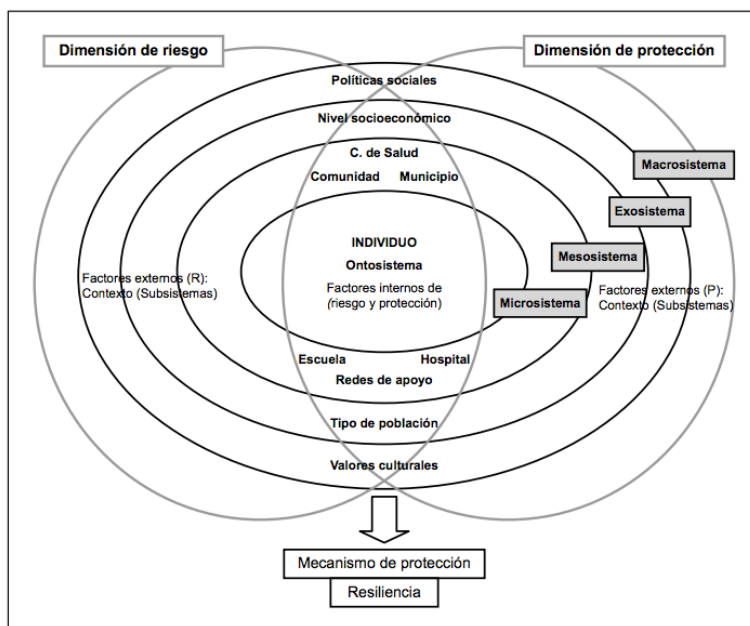 Dimensión de riesgo
Dimensión de protección
Políticas sociales
Nivel socioeconómico
C. de Salud
Comunidad
Municipio
Macrosistema
Exosistema
INDIVIDUO
Ontosistema
Mesosistema
Factores externos (R):
Contexto (Subsistemas)
Factores internos de
(riesgo y protección)
Microsistema
Factores externos (P):
Contexto (Subsistemas)
Escuela
Hospital
Redes de apoyo
Tipo de población
Valores culturales
Mecanismo de protección
Resiliencia